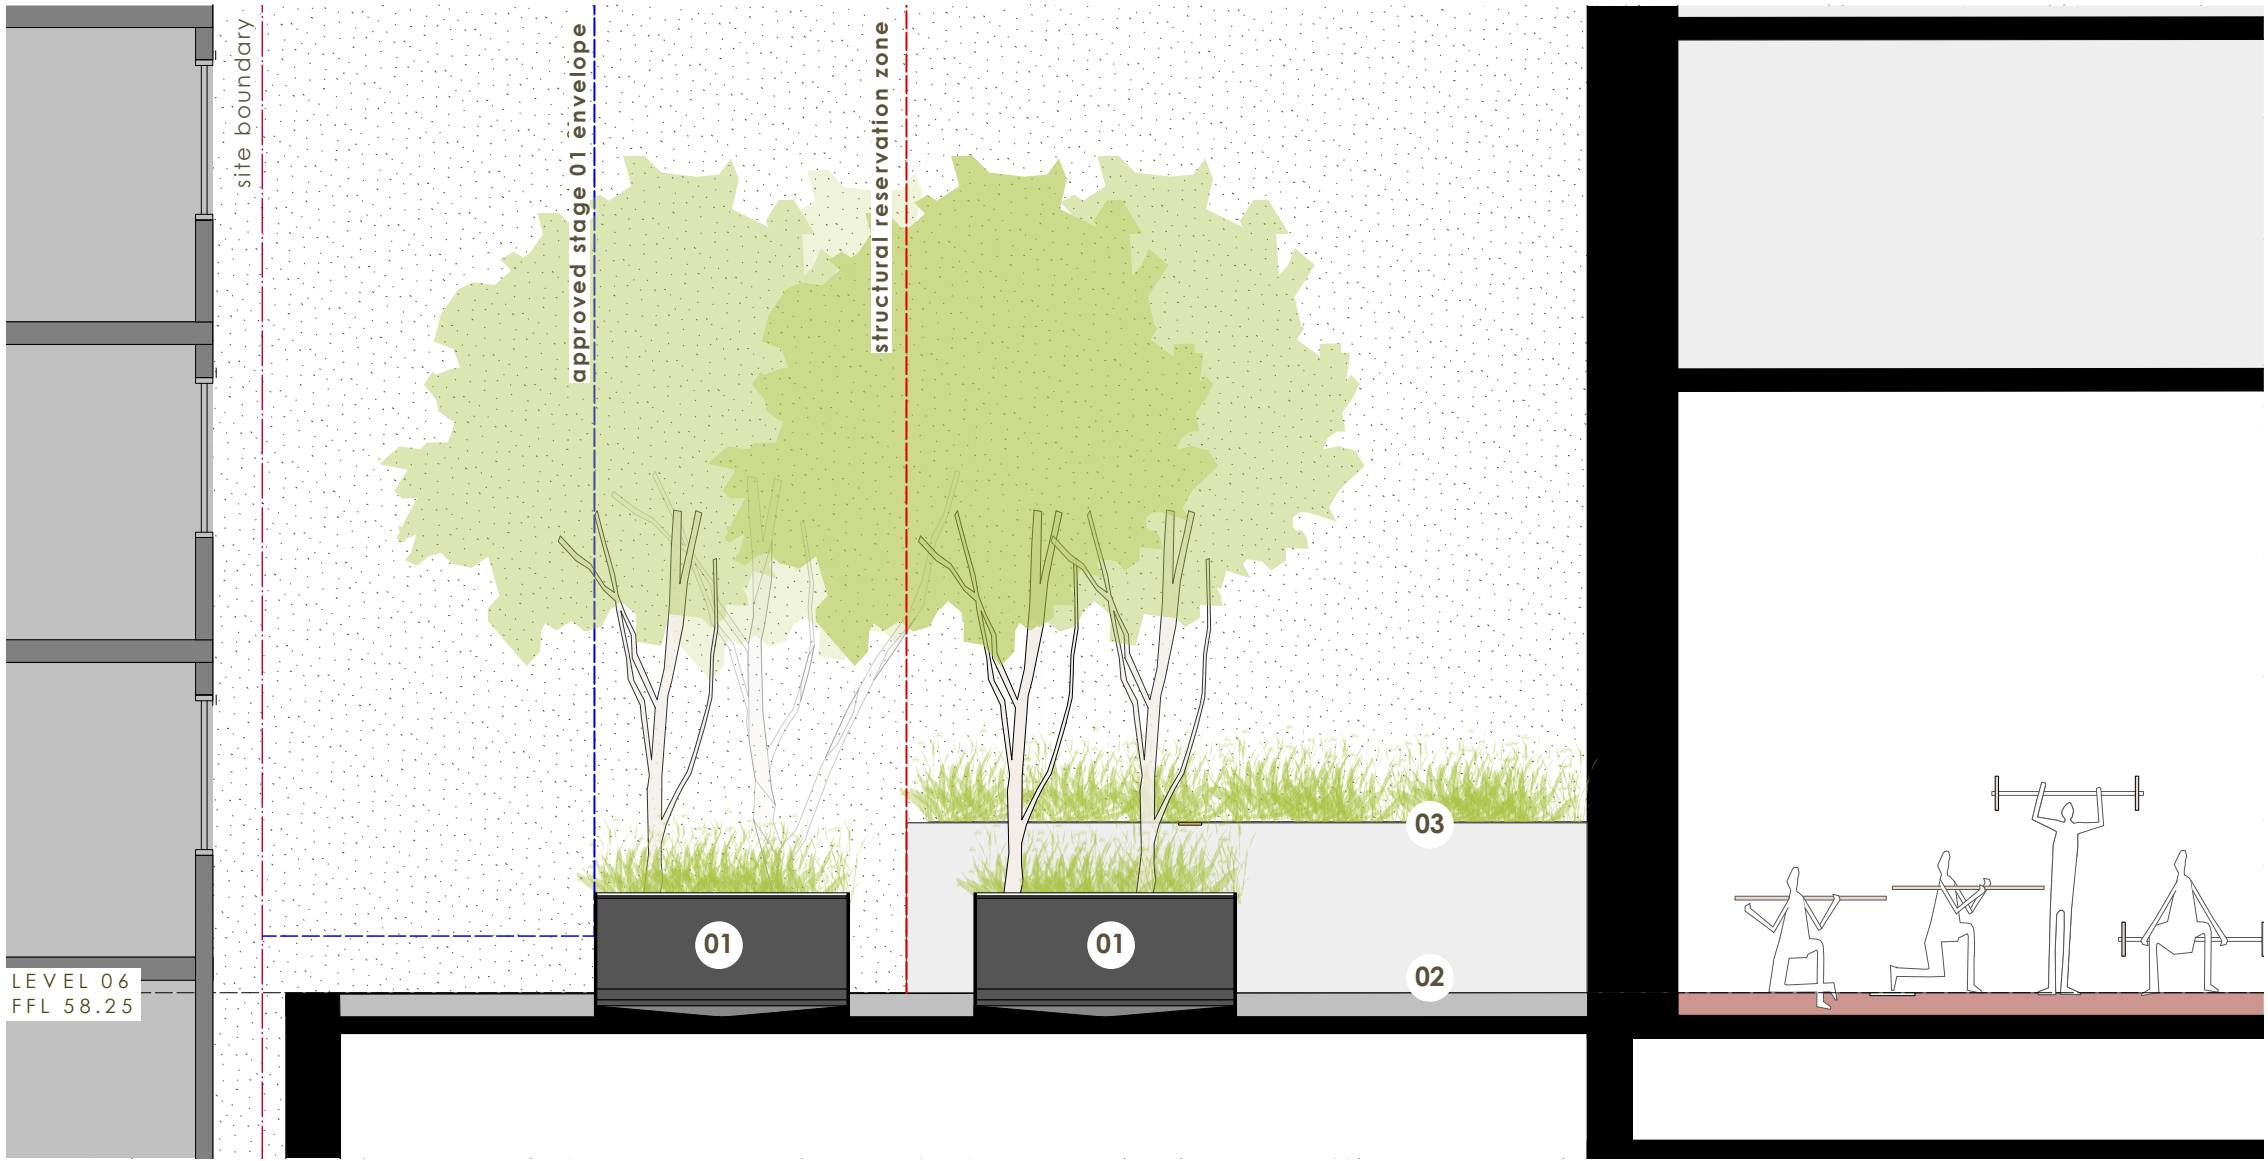 site boundary
approved stage 01 envelope
structural reservation zone
03
01
01
02
LEVEL 06
FFL 58.25